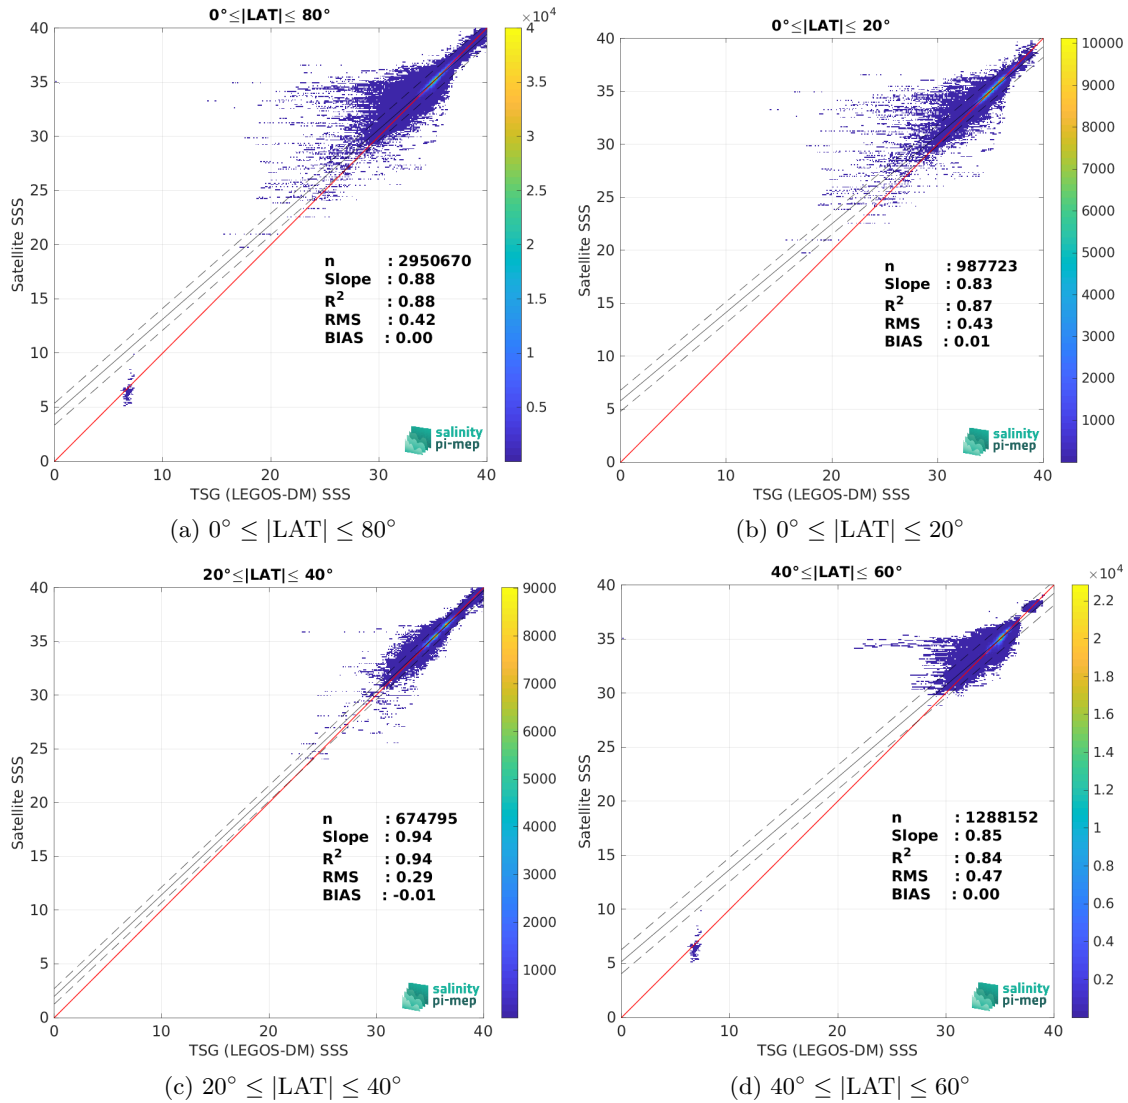 0°≤|LAT|≤ 80°
×10⁴
40
35
30
25
20
15
10
5
0
Satellite SSS
n : 2950670
Slope : 0.88
R² : 0.88
RMS : 0.42
BIAS : 0.00
salinity
pi-mep
0 10 20 30 40
TSG (LEGOS-DM) SSS
4
3.5
3
2.5
2
1.5
1
0.5
(a) 0° ≤ |LAT| ≤ 80°
0°≤|LAT|≤ 20°
40
35
30
25
20
15
10
5
0
Satellite SSS
n : 987723
Slope : 0.83
R² : 0.87
RMS : 0.43
BIAS : 0.01
salinity
pi-mep
0 10 20 30 40
TSG (LEGOS-DM) SSS
10000
9000
8000
7000
6000
5000
4000
3000
2000
1000
(b) 0° ≤ |LAT| ≤ 20°
20°≤|LAT|≤ 40°
40
35
30
25
20
15
10
5
0
Satellite SSS
n : 674795
Slope : 0.94
R² : 0.94
RMS : 0.29
BIAS : -0.01
salinity
pi-mep
0 10 20 30 40
TSG (LEGOS-DM) SSS
9000
8000
7000
6000
5000
4000
3000
2000
1000
(c) 20° ≤ |LAT| ≤ 40°
40°≤|LAT|≤ 60°
×10⁴
40
35
30
25
20
15
10
5
0
Satellite SSS
n : 1288152
Slope : 0.85
R² : 0.84
RMS : 0.47
BIAS : 0.00
salinity
pi-mep
0 10 20 30 40
TSG (LEGOS-DM) SSS
2.2
2
1.8
1.6
1.4
1.2
1
0.8
0.6
0.4
0.2
(d) 40° ≤ |LAT| ≤ 60°